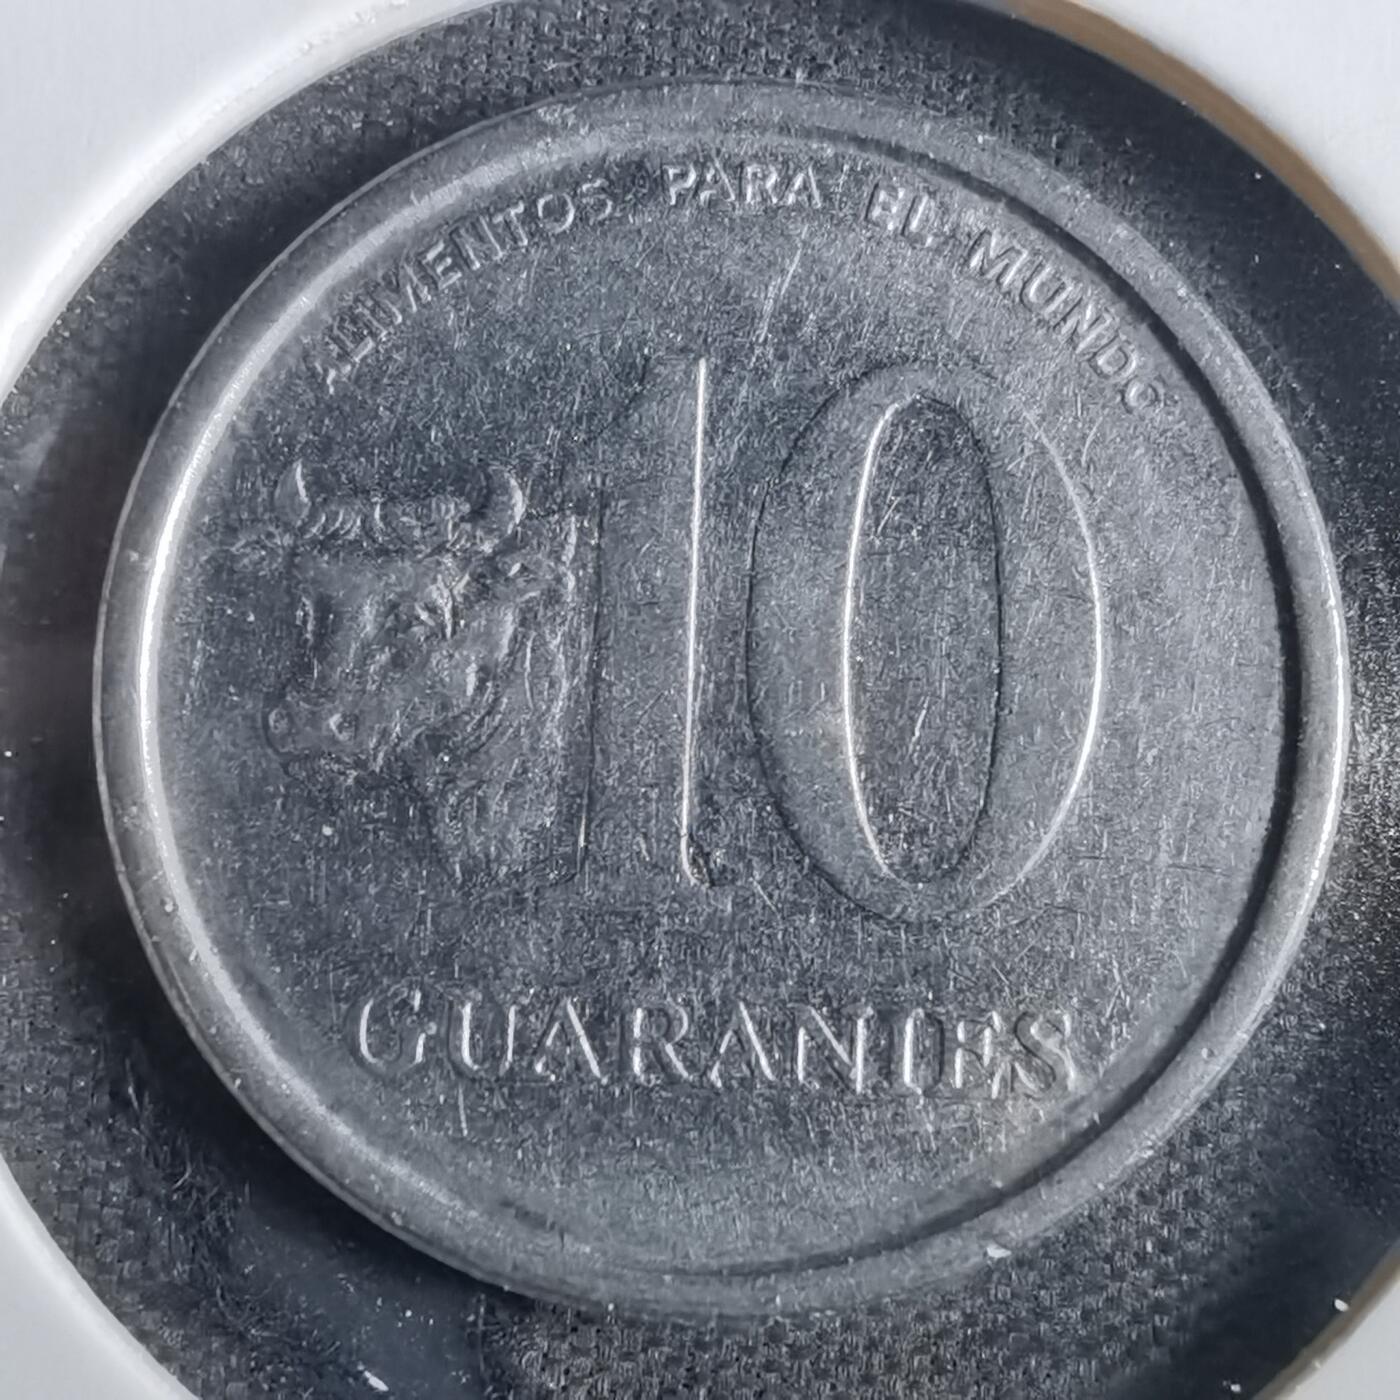 ALIMENTOS PARA EL MUNDO
10
GUARANIES